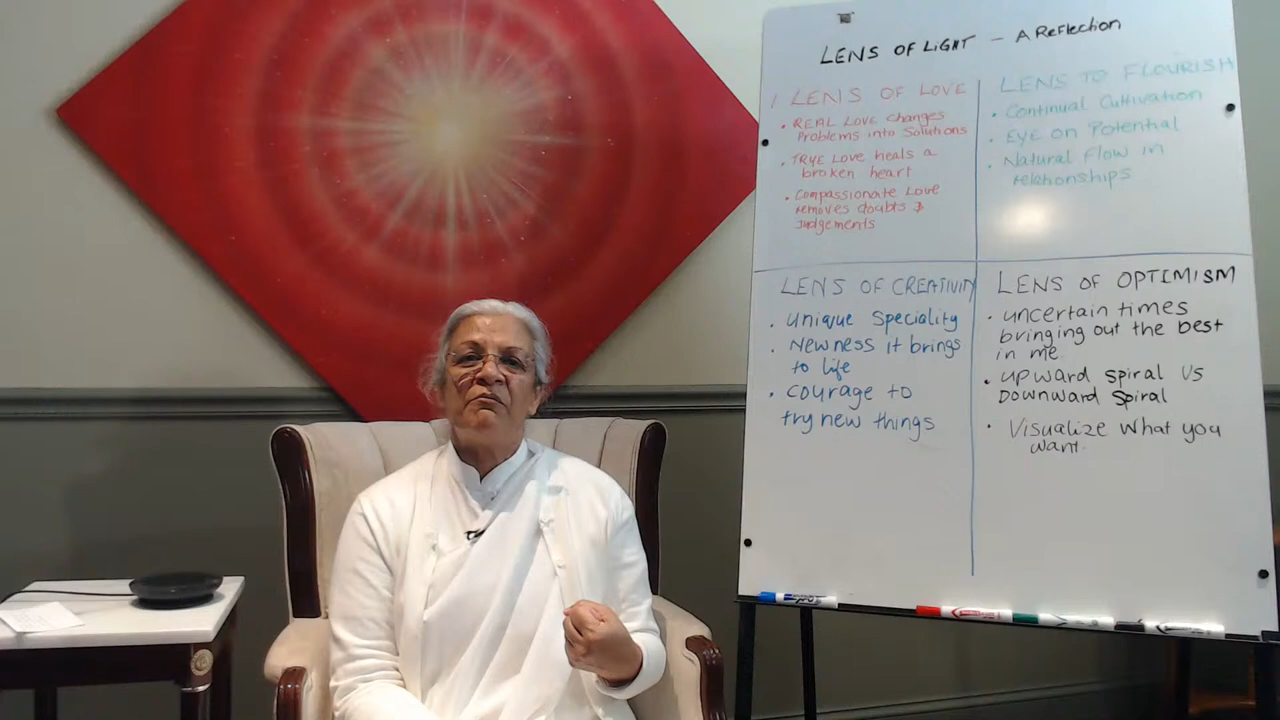 LENS OF LIGHT - A Reflection
LENS OF LOVE
• REAL LOVE changes
Problems into Solutions
• TRYE LOVE heals a
broken heart
• Compassionate Love
removes doubts &
Judgements
LENS TO FLOURISH
• Continual Cultivation
• Eye on Potential
• Natural Flow in
relationships
LENS OF CREATIVITY
• Unique Speciality
• Newness it brings
to life
• Courage to
try new things
LENS OF OPTIMISM
• uncertain times
bringing out the best
in me.
• upward spiral vs
Downward Spiral
• Visualize what you
want.